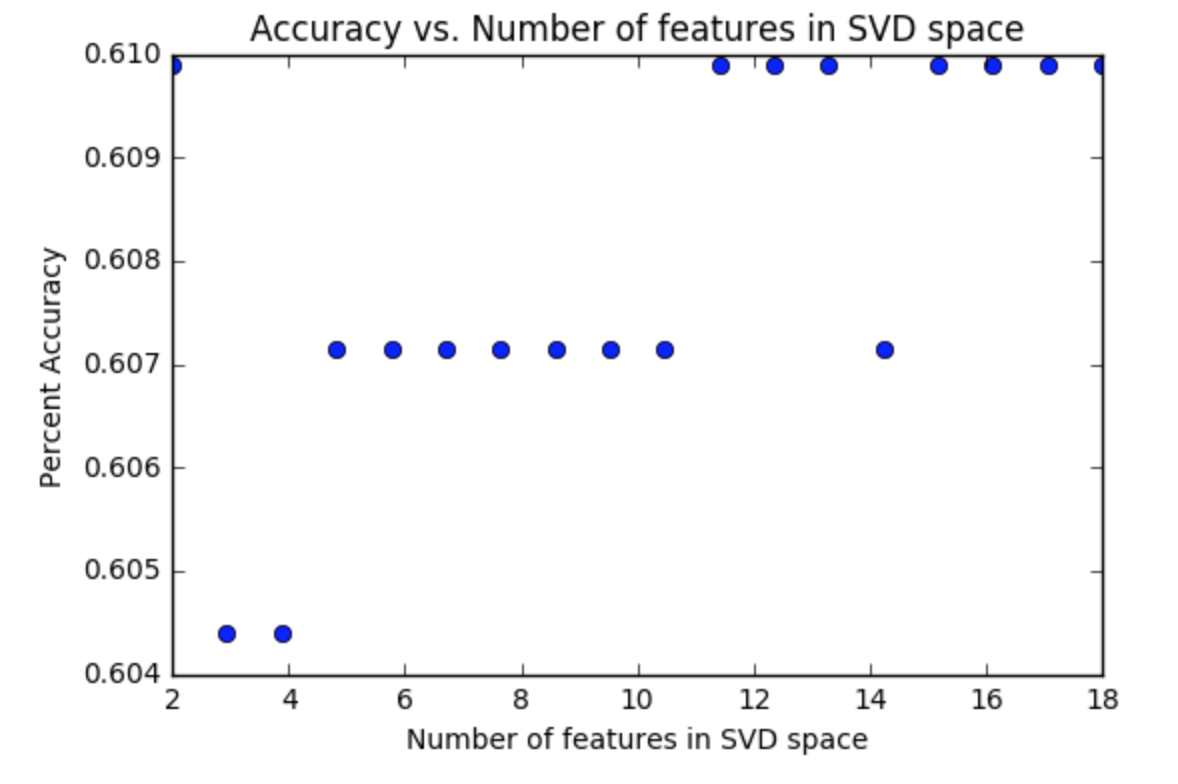 Accuracy vs. Number of features in SVD space
0.610
0.609
0.608
0.607
0.606
0.605
0.604
Percent Accuracy
2 4 6 8 10 12 14 16 18
Number of features in SVD space